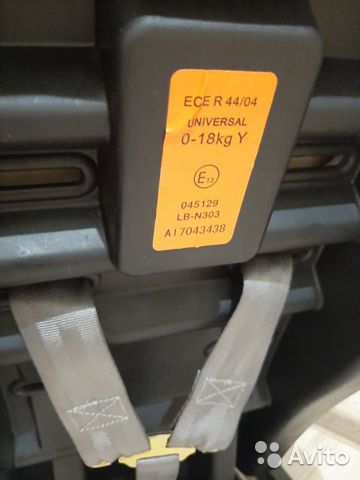 ECE R 44/04
UNIVERSAL
0-18kg Y
E13
045129
LB-N303
A17043438
Avito